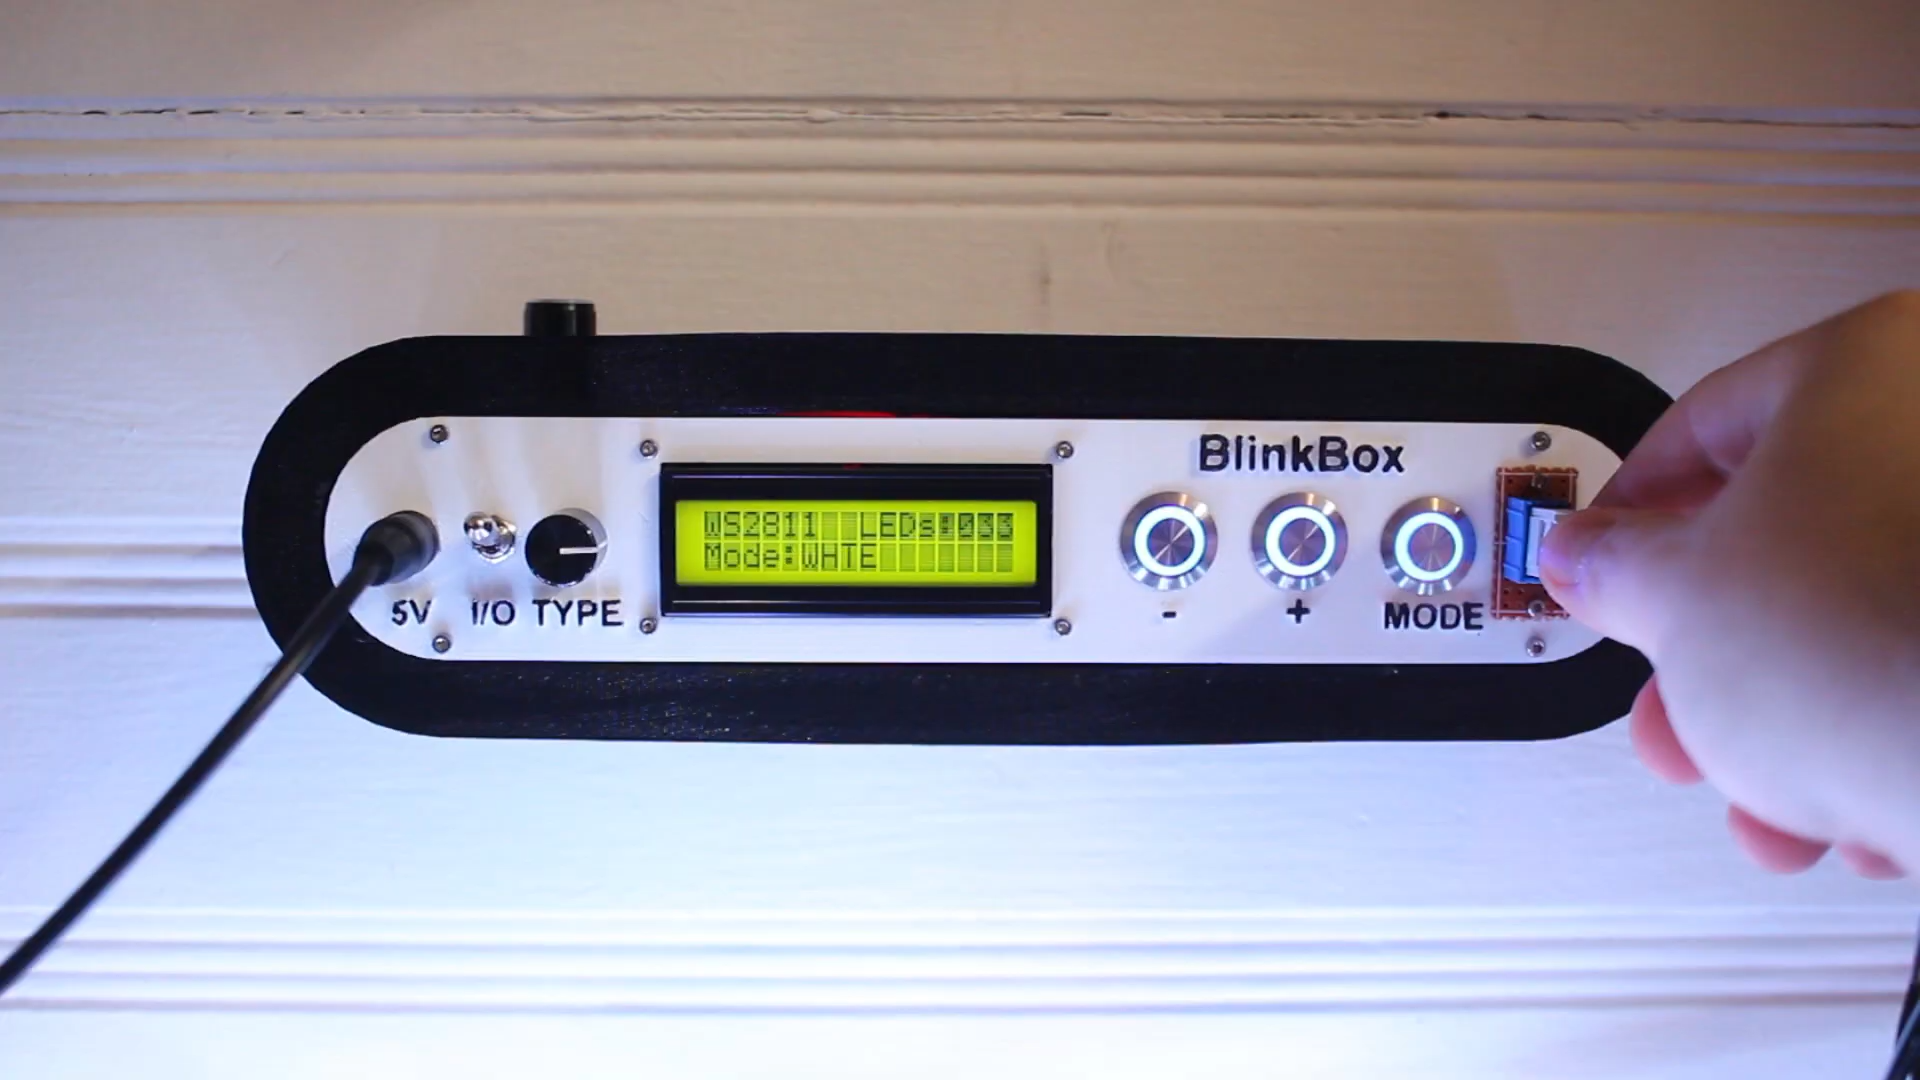 BlinkBox
WS2811 LEDs:033
Mode:WHTE
5V I/O TYPE - + MODE